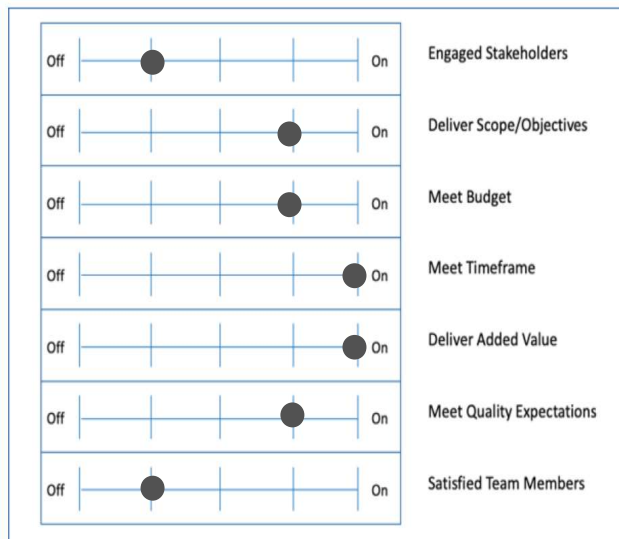 Off On Engaged Stakeholders
Off On Deliver Scope/Objectives
Off On Meet Budget
Off On Meet Timeframe
Off On Deliver Added Value
Off On Meet Quality Expectations
Off On Satisfied Team Members